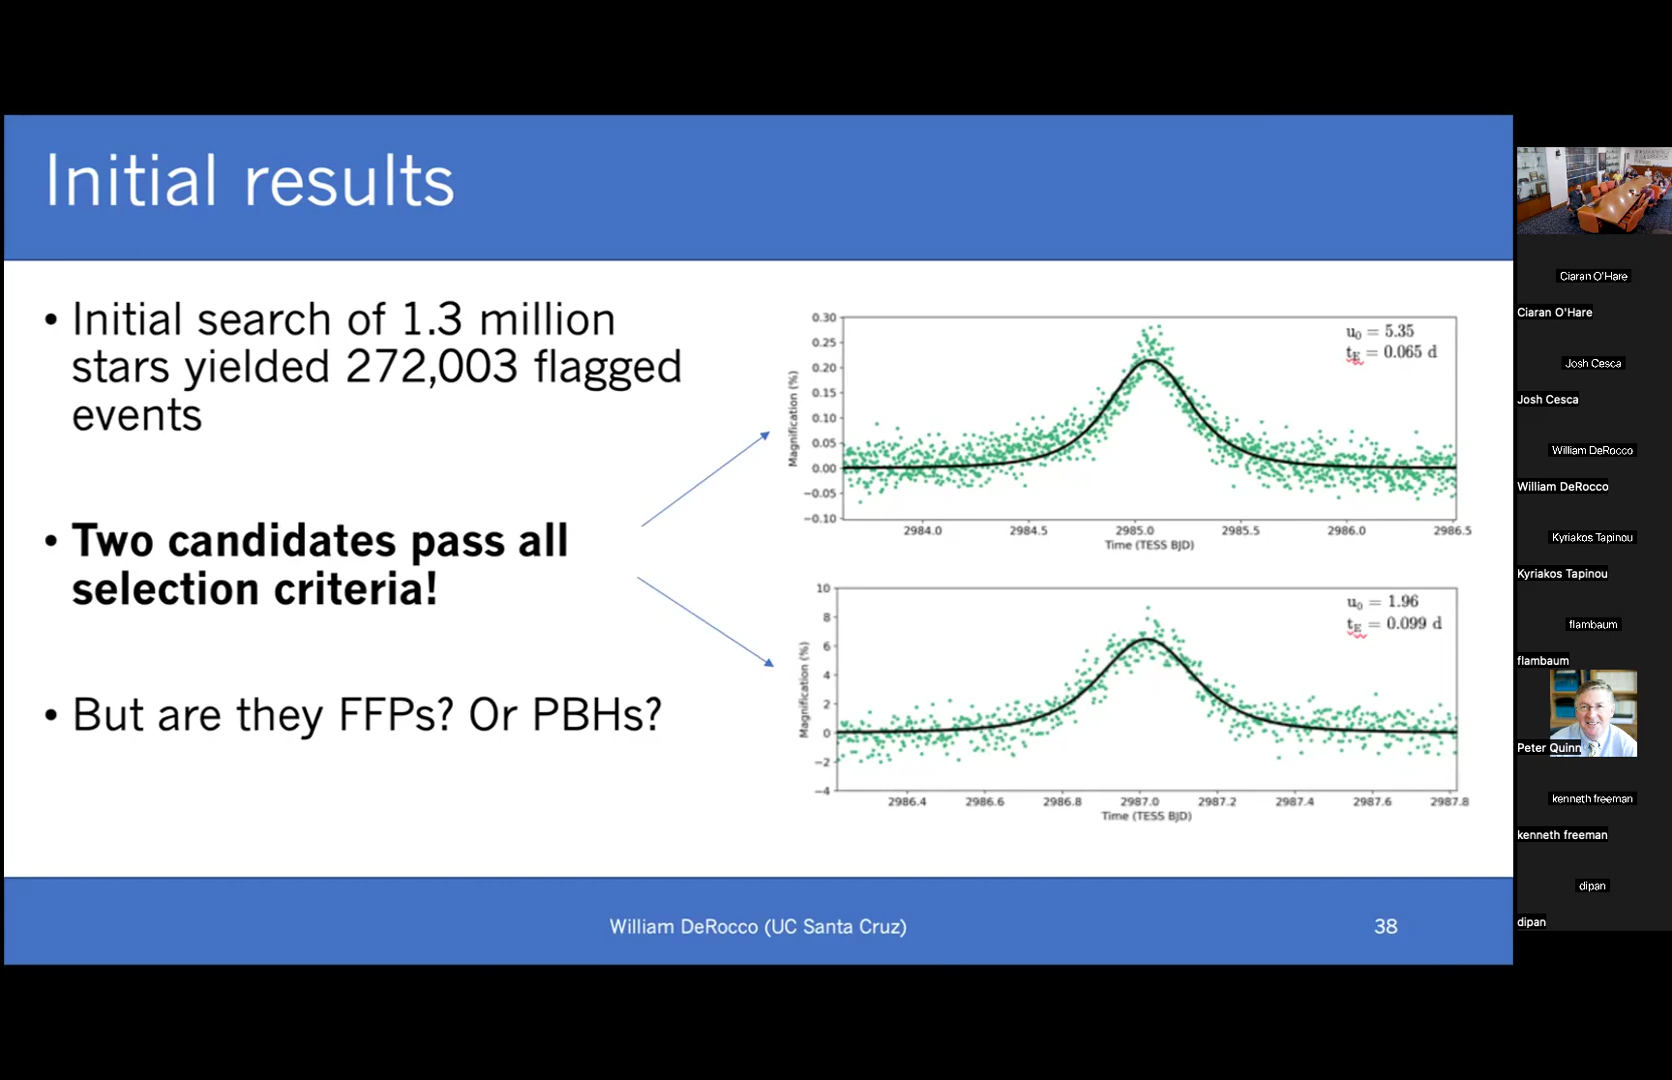 Initial results
• Initial search of 1.3 million
stars yielded 272,003 flagged
events
• Two candidates pass all
selection criteria!
• But are they FFPs? Or PBHs?
0.30
0.25
0.20
0.15
0.10
0.05
0.00
−0.05
−0.10
Magnification (%)
u₀ = 5.35
t_E = 0.065 d
2984.0 2984.5 2985.0 2985.5 2986.0 2986.5
Time (TESS BJD)
10
8
6
4
2
0
−2
−4
Magnification (%)
u₀ = 1.96
t_E = 0.099 d
2986.4 2986.6 2986.8 2987.0 2987.2 2987.4 2987.6 2987.8
Time (TESS BJD)
William DeRocco (UC Santa Cruz)
38
Ciaran O'Hare
Ciaran O'Hare
Josh Cesca
Josh Cesca
William DeRocco
William DeRocco
Kyriakos Tapinou
Kyriakos Tapinou
flambaum
flambaum
Peter Quinn
kenneth freeman
kenneth freeman
dipan
dipan